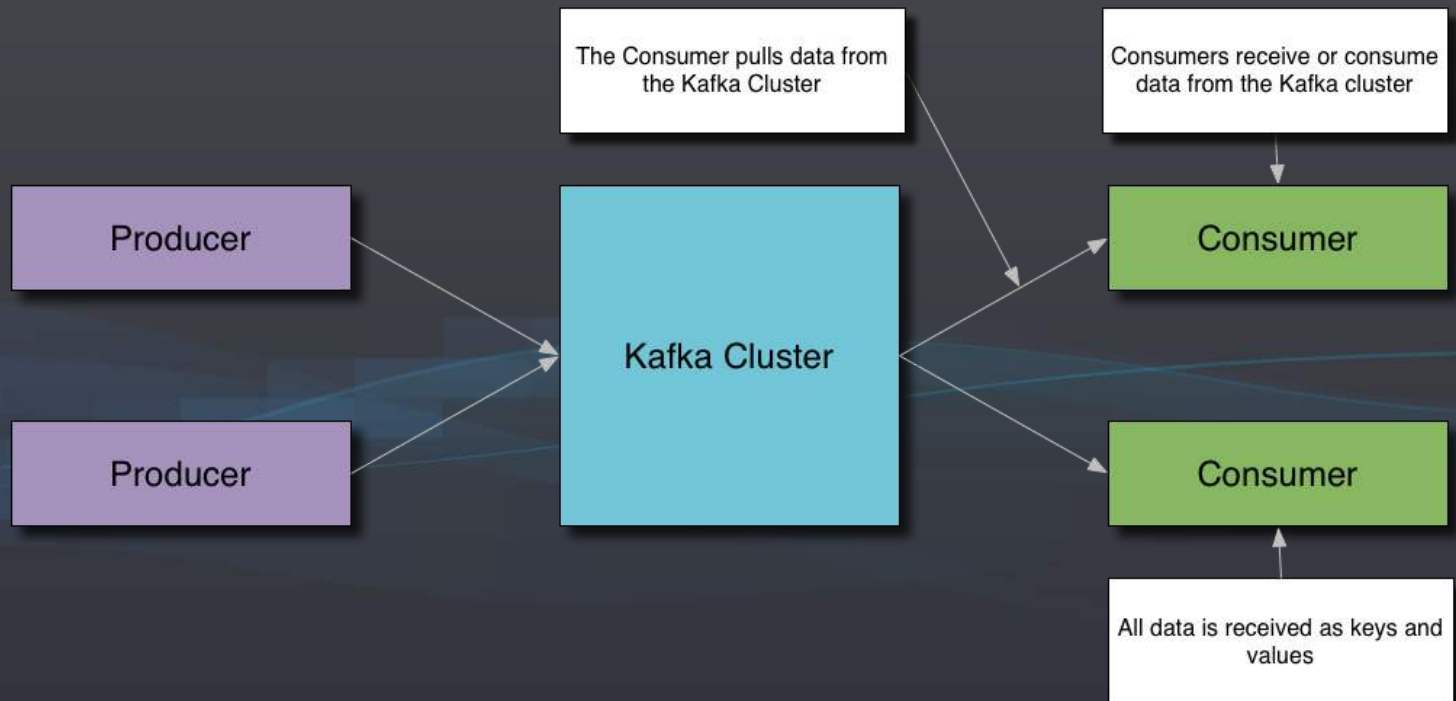 The Consumer pulls data from
the Kafka Cluster
Consumers receive or consume
data from the Kafka cluster
Producer
Kafka Cluster
Consumer
Producer
Consumer
All data is received as keys and
values